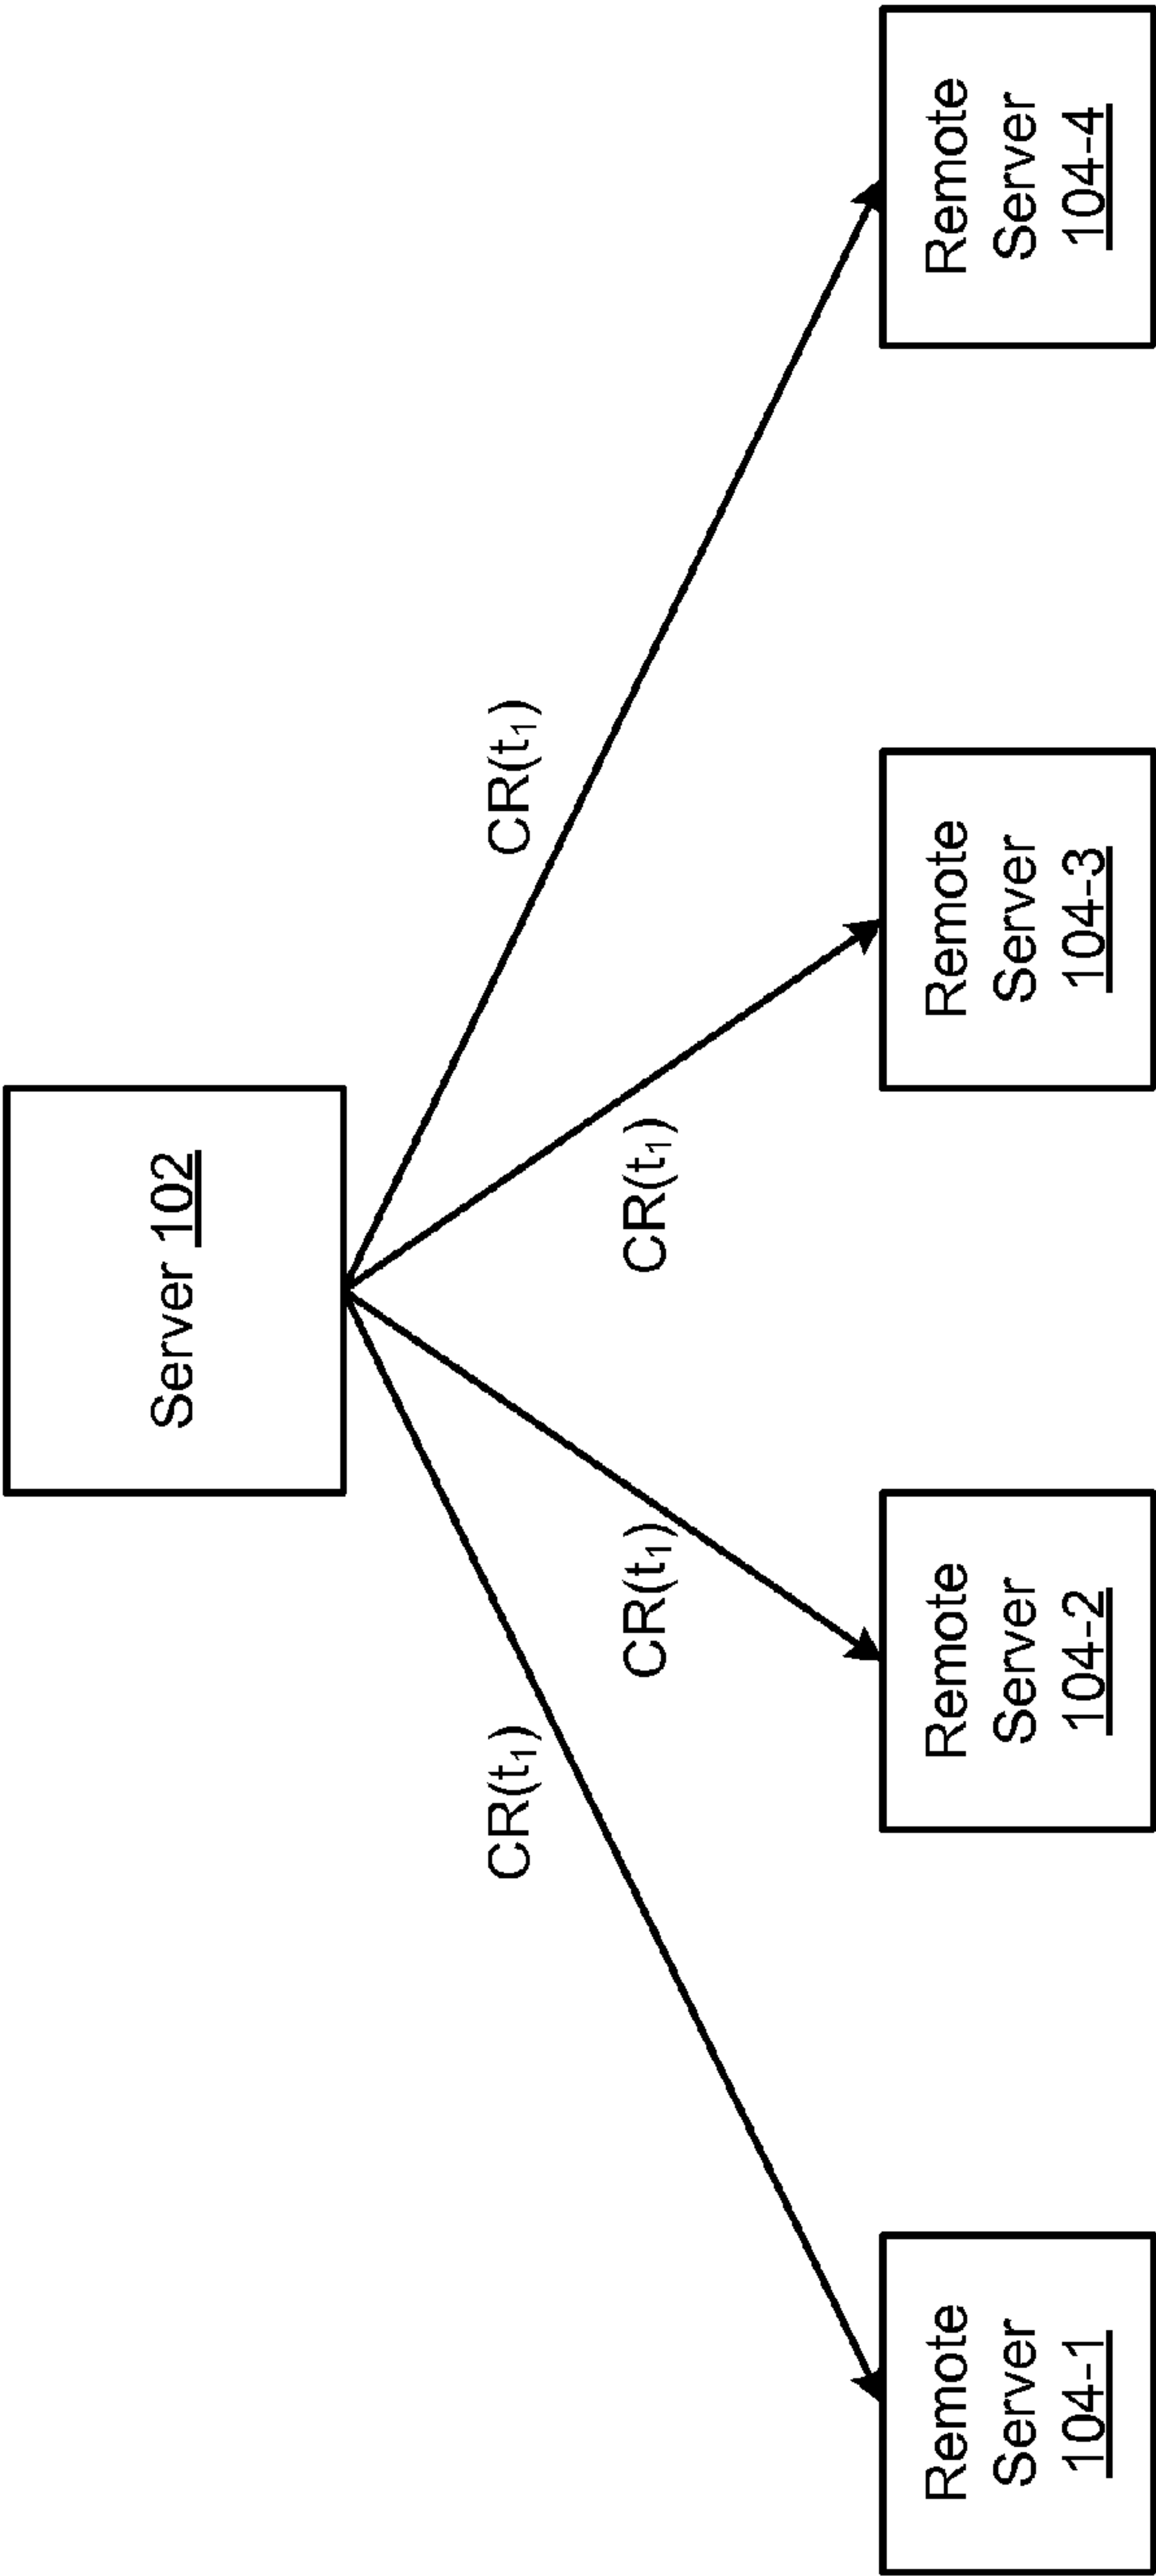 Server 102
CR(t₁)
CR(t₁)
CR(t₁)
CR(t₁)
Remote
Server
104-1
Remote
Server
104-2
Remote
Server
104-3
Remote
Server
104-4